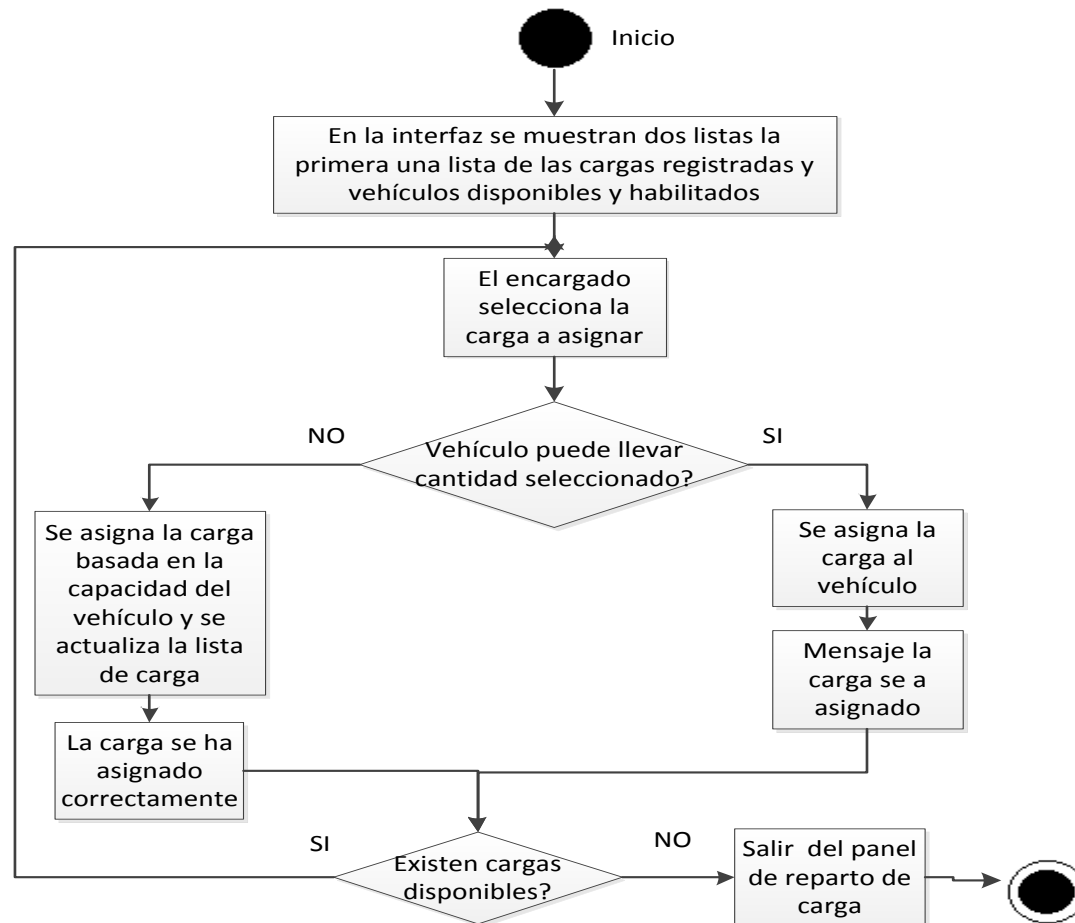 Inicio
En la interfaz se muestran dos listas la
primera una lista de las cargas registradas y
vehículos disponibles y habilitados
El encargado
selecciona la
carga a asignar
NO
Vehículo puede llevar
cantidad seleccionado?
SI
Se asigna la carga
basada en la
capacidad del
vehículo y se
actualiza la lista
de carga
Se asigna la
carga al
vehículo
Mensaje la
carga se a
asignado
La carga se ha
asignado
correctamente
SI
Existen cargas
disponibles?
NO
Salir del panel
de reparto de
carga